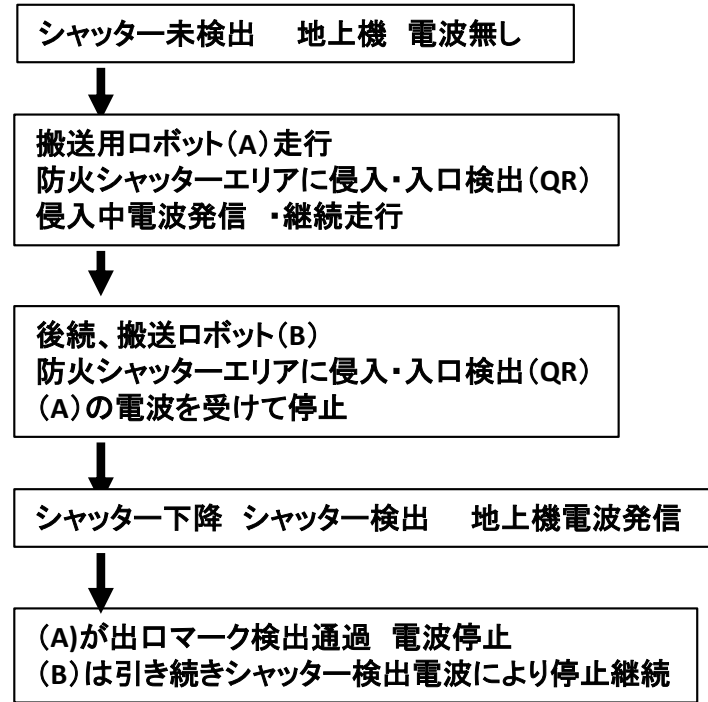 シャッター未検出　地上機 電波無し
搬送用ロボット(A)走行
防火シャッターエリアに侵入・入口検出(QR)
侵入中電波発信 ・継続走行
後続、搬送ロボット(B)
防火シャッターエリアに侵入・入口検出(QR)
(A)の電波を受けて停止
シャッター下降 シャッター検出　地上機電波発信
(A)が出口マーク検出通過 電波停止
(B)は引き続きシャッター検出電波により停止継続